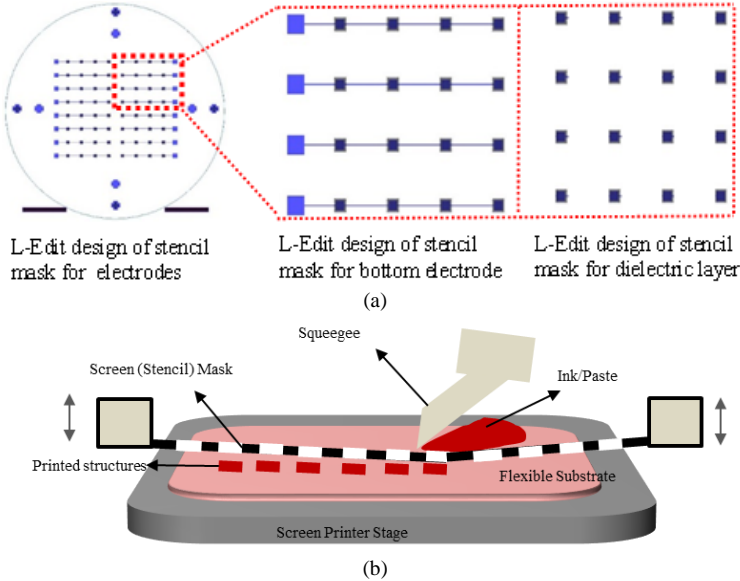 L-Edit design of stencil
mask for electrodes
L-Edit design of stencil
mask for bottom electrode
L-Edit design of stencil
mask for dielectric layer
(a)
Squeegee
Screen (Stencil) Mask
Ink/Paste
Printed structures
Flexible Substrate
Screen Printer Stage
(b)